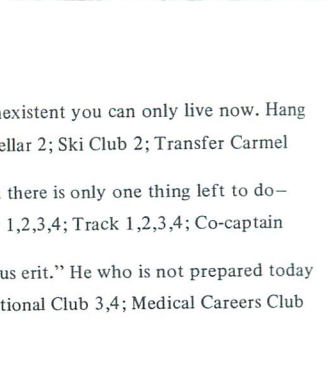 existent you can only live now. Hang
ellar 2; Ski Club 2; Transfer Carmel
there is only one thing left to do—
1,2,3,4; Track 1,2,3,4; Co-captain
us erit.” He who is not prepared today
tional Club 3,4; Medical Careers Club